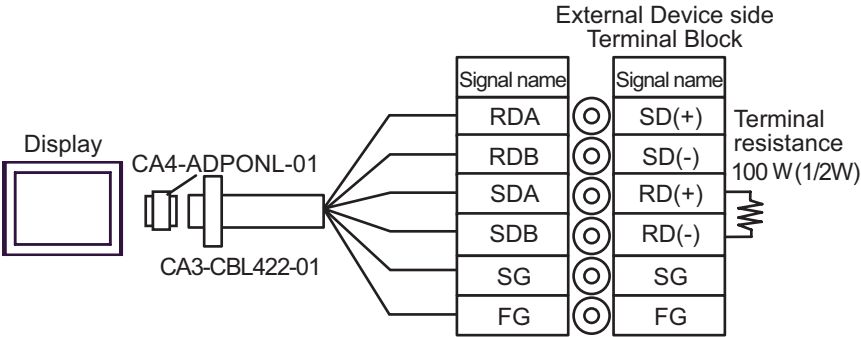 External Device side
Terminal Block
Signal name Signal name
RDA SD(+)
RDB SD(-)
SDA RD(+)
SDB RD(-)
SG SG
FG FG
Terminal
resistance
100 W(1/2W)
Display
CA4-ADPONL-01
CA3-CBL422-01